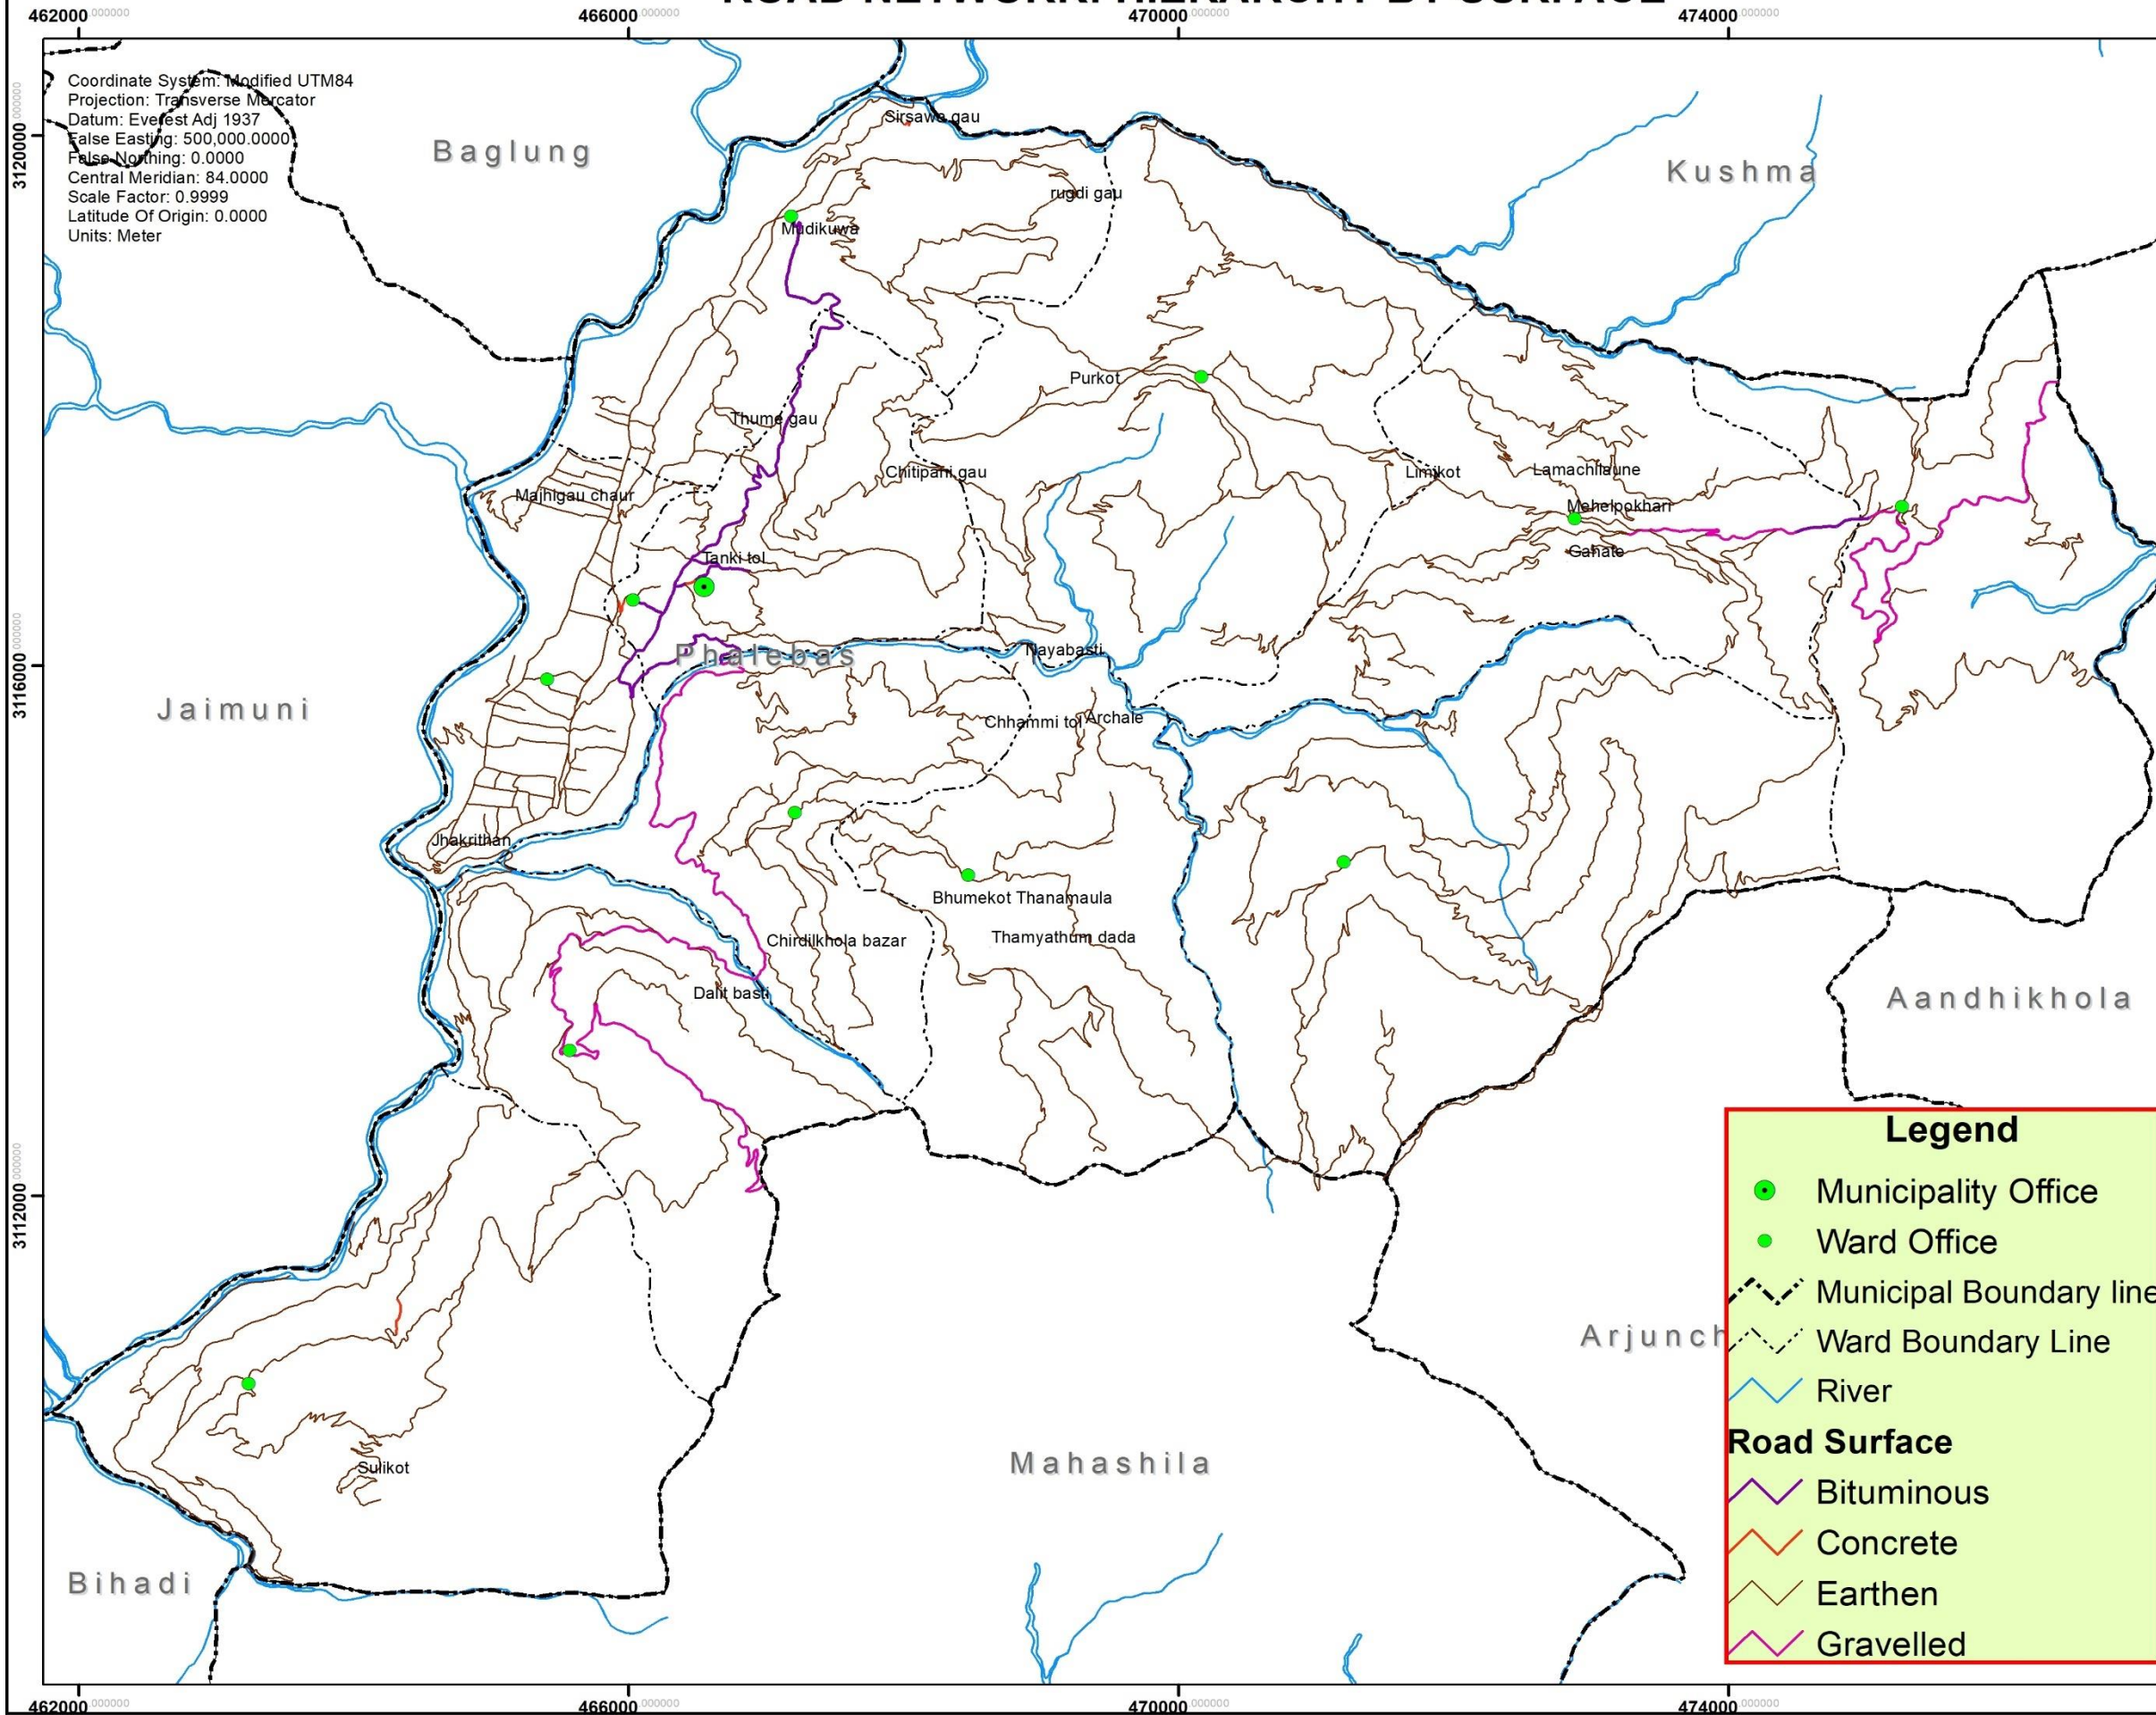 ROAD NETWORK: HIERARCHY BY SURFACE
462000.000000 466000.000000 470000.000000 474000.000000
Coordinate System: Modified UTM84
Projection: Transverse Mercator
Datum: Everest Adj 1937
False Easting: 500,000.0000
False Northing: 0.0000
Central Meridian: 84.0000
Scale Factor: 0.9999
Latitude Of Origin: 0.0000
Units: Meter
3120000.000000
Sirsawa gau
Baglung
Kushma
rugdi gau
Mudikuwa
Purkot
Thume gau
Chitipani gau
Limikot
Lamachilaune
Majhigau chaur
Mehelpokhari
Gahate
Tanki tol
3116000.000000
Phalebas
Nayabasti
Jaimuni
Chhammi tol
Archale
Jhakrithan
Bhumekot Thanamaula
Thamyathum dada
Chirdilkhola bazar
Dalit basti
Aandhikhola
3112000.000000
Arjunch
Mahashila
Sulikot
Bihadi
Legend
Municipality Office
Ward Office
Municipal Boundary line
Ward Boundary Line
River
Road Surface
Bituminous
Concrete
Earthen
Gravelled
462000.000000 466000.000000 470000.000000 474000.000000